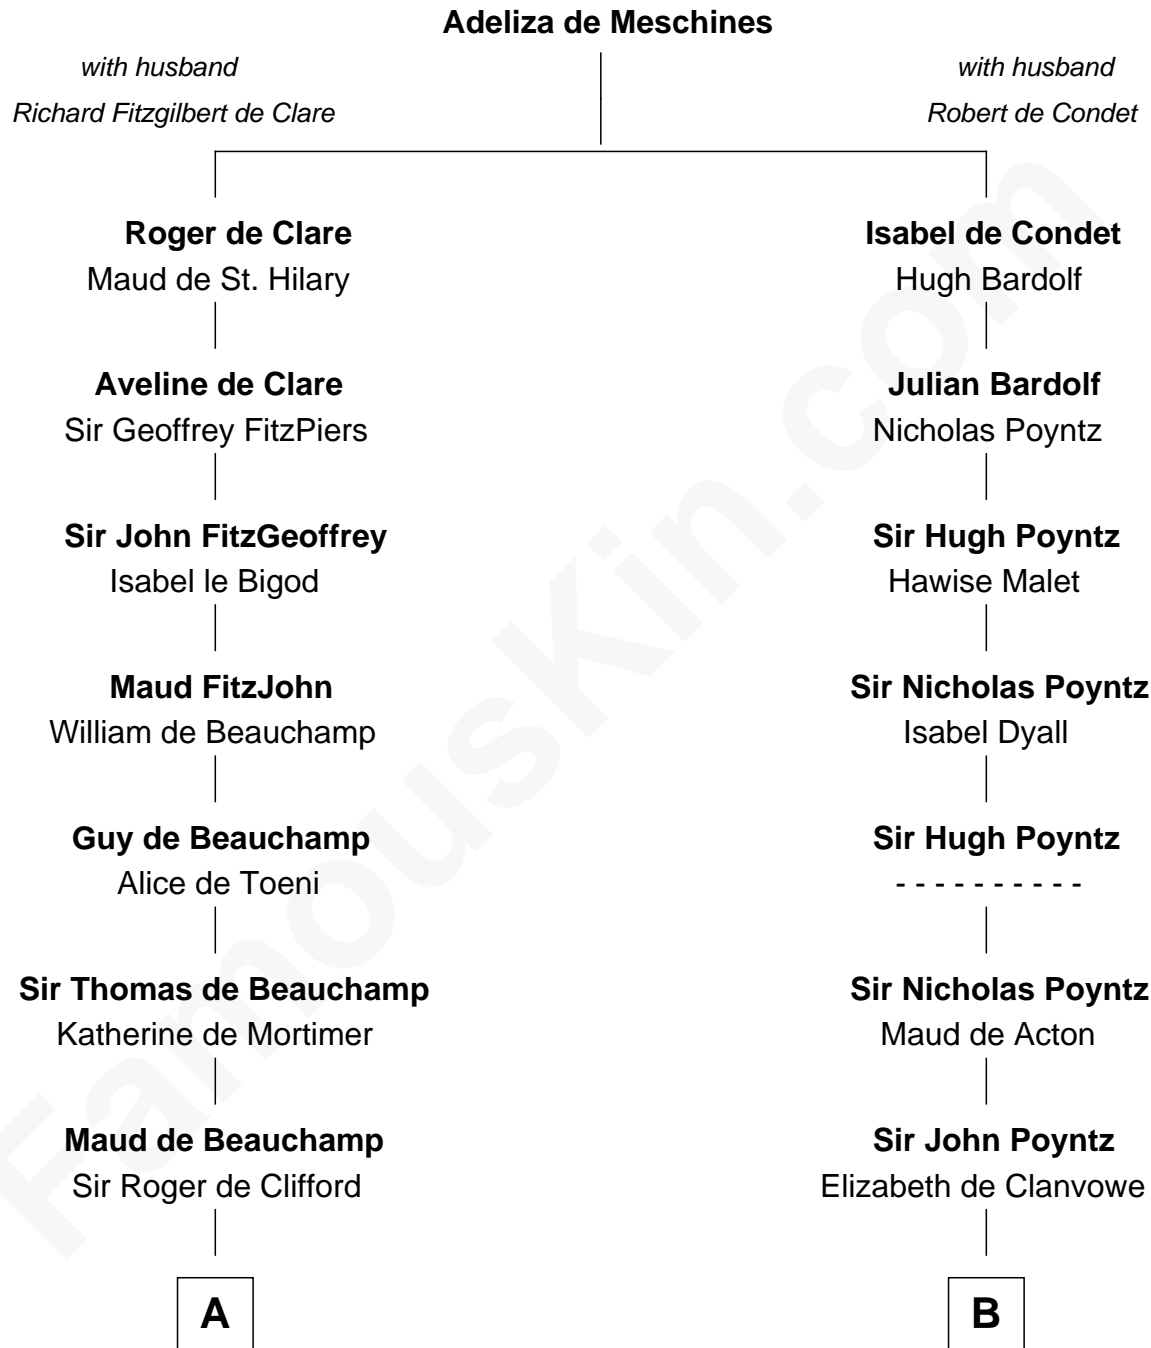 Adeliza de Meschines
with husband
Richard Fitzgilbert de Clare
with husband
Robert de Condet
Roger de Clare
Maud de St. Hilary
Isabel de Condet
Hugh Bardolf
Aveline de Clare
Sir Geoffrey FitzPiers
Julian Bardolf
Nicholas Poyntz
Sir John FitzGeoffrey
Isabel le Bigod
Sir Hugh Poyntz
Hawise Malet
Maud FitzJohn
William de Beauchamp
Sir Nicholas Poyntz
Isabel Dyall
Guy de Beauchamp
Alice de Toeni
Sir Hugh Poyntz
- - - - - - - - - -
Sir Thomas de Beauchamp
Katherine de Mortimer
Sir Nicholas Poyntz
Maud de Acton
Maud de Beauchamp
Sir Roger de Clifford
Sir John Poyntz
Elizabeth de Clanvowe
A
B
FamousKin.com